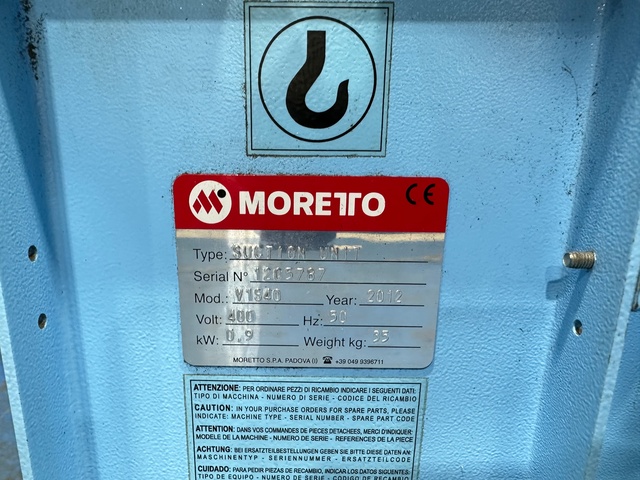 MORETTO CE
Type: SUCTION UNIT
Serial N°
Mod.: Year: 2012
Volt: 400 Hz: 50
kW: 0.9 Weight kg: 35
MORETTO S.P.A. PADOVA (I) ☎ +39 049 9396711
ATTENZIONE: PER ORDINARE PEZZI DI RICAMBIO INDICARE I SEGUENTI DATI:
TIPO DI MACCHINA - NUMERO DI SERIE - CODICE DEL RICAMBIO
CAUTION: IN YOUR PURCHASE ORDERS FOR SPARE PARTS, PLEASE
INDICATE: MACHINE TYPE - SERIAL NUMBER - SPARE PART CODE
ATTENTION: DANS VOS COMMANDES DE PIECES DETACHEES, MERCI D'INDIQUER:
MODELE DE LA MACHINE - NUMERO DE SERIE - REFERENCES DE LA PIECE
ACHTUNG: BEI ERSATZTEILBESTELLUNGEN GEBEN SIE BITTE DIESE DATEN AN:
MASCHINENTYP - SERIENNUMMER - ERSATZTEILCODE
CUIDADO: PARA PEDIR PIEZAS DE RECAMBIO, INDICAR LOS DATOS SIGUIENTES:
TIPO DE EQUIPO - NUMERO DE SERIE - CODIGO DE RECAMBIO